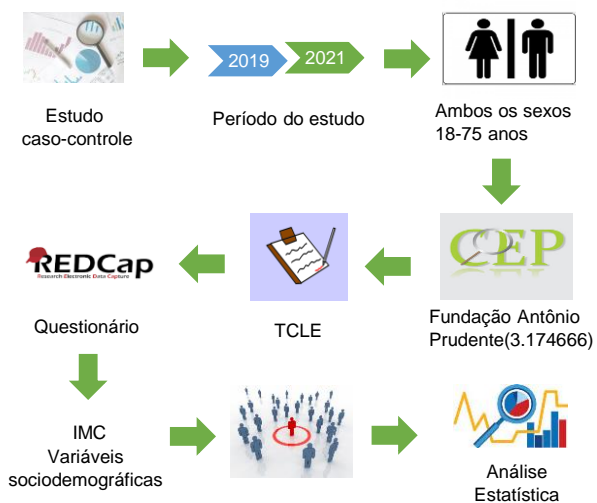 2019
2021
Estudo
caso-controle
Período do estudo
Ambos os sexos
18-75 anos
CEP
Fundação Antônio
Prudente(3.174666)
TCLE
REDCap
Research Electronic Data Capture
Questionário
IMC
Variáveis
sociodemográficas
Análise
Estatística